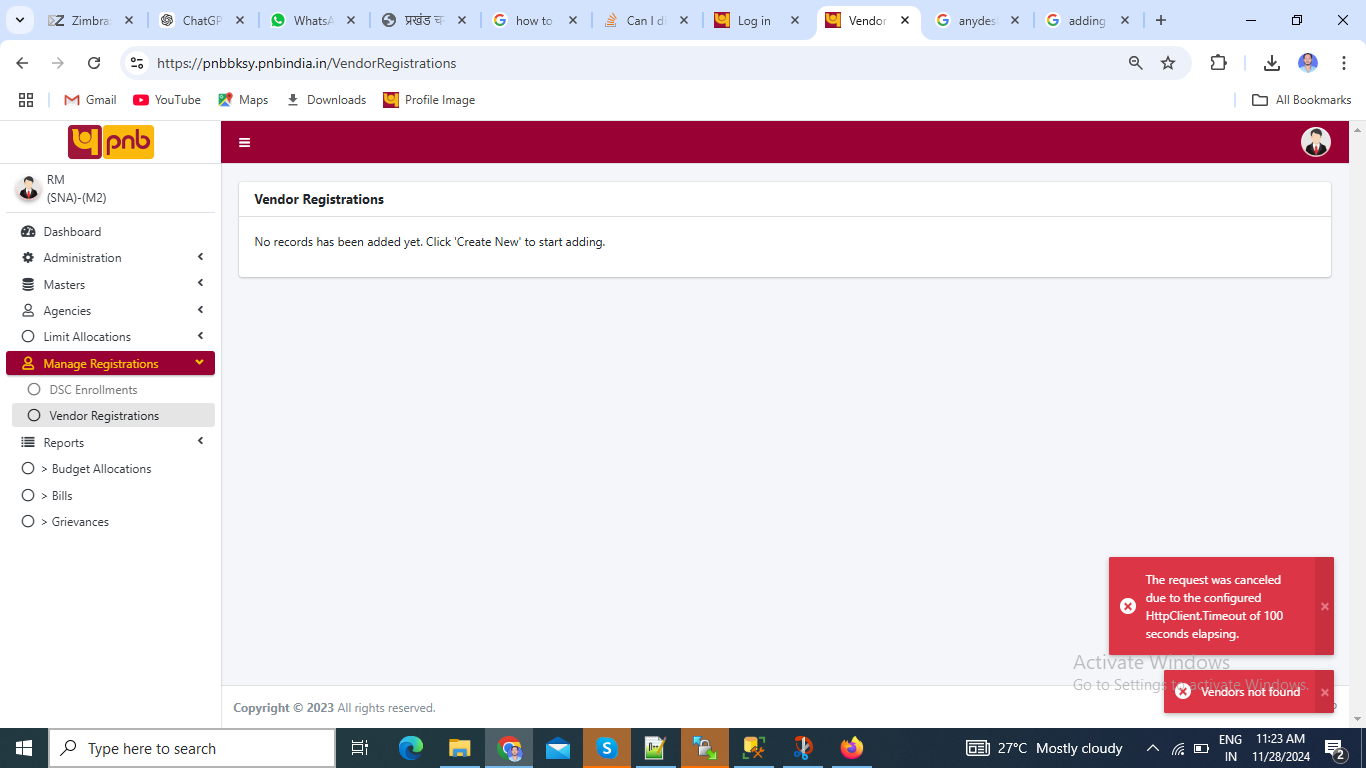 Zimbra
ChatGP
WhatsA
प्रखंड च
how to
Can I di
Log in
Vendor
anydes
adding
https://pnbbksy.pnbindia.in/VendorRegistrations
Gmail
YouTube
Maps
Downloads
Profile Image
All Bookmarks
pnb
RM
(SNA)-(M2)
Dashboard
Administration
Masters
Agencies
Limit Allocations
Manage Registrations
DSC Enrollments
Vendor Registrations
Reports
> Budget Allocations
> Bills
> Grievances
Vendor Registrations
No records has been added yet. Click 'Create New' to start adding.
The request was canceled
due to the configured
HttpClient.Timeout of 100
seconds elapsing.
Activate Windows
Go to Settings to activate Windows.
Vendors not found
Copyright © 2023 All rights reserved.
Type here to search
27°C Mostly cloudy
ENG
IN
11:23 AM
11/28/2024
2